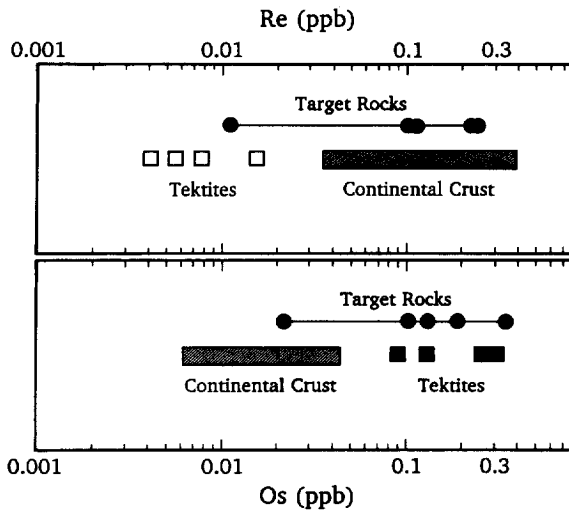 Re (ppb)
0.001 0.01 0.1 0.3
Target Rocks
Tektites Continental Crust
Target Rocks
Continental Crust Tektites
0.001 0.01 0.1 0.3
Os (ppb)